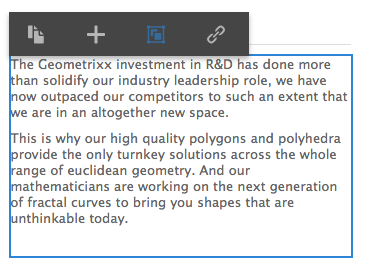 The Geometrixx investment in R&D has done more
than solidify our industry leadership role, we have
now outpaced our competitors to such an extent that
we are in an altogether new space.
This is why our high quality polygons and polyhedra
provide the only turnkey solutions across the whole
range of euclidean geometry. And our
mathematicians are working on the next generation
of fractal curves to bring you shapes that are
unthinkable today.